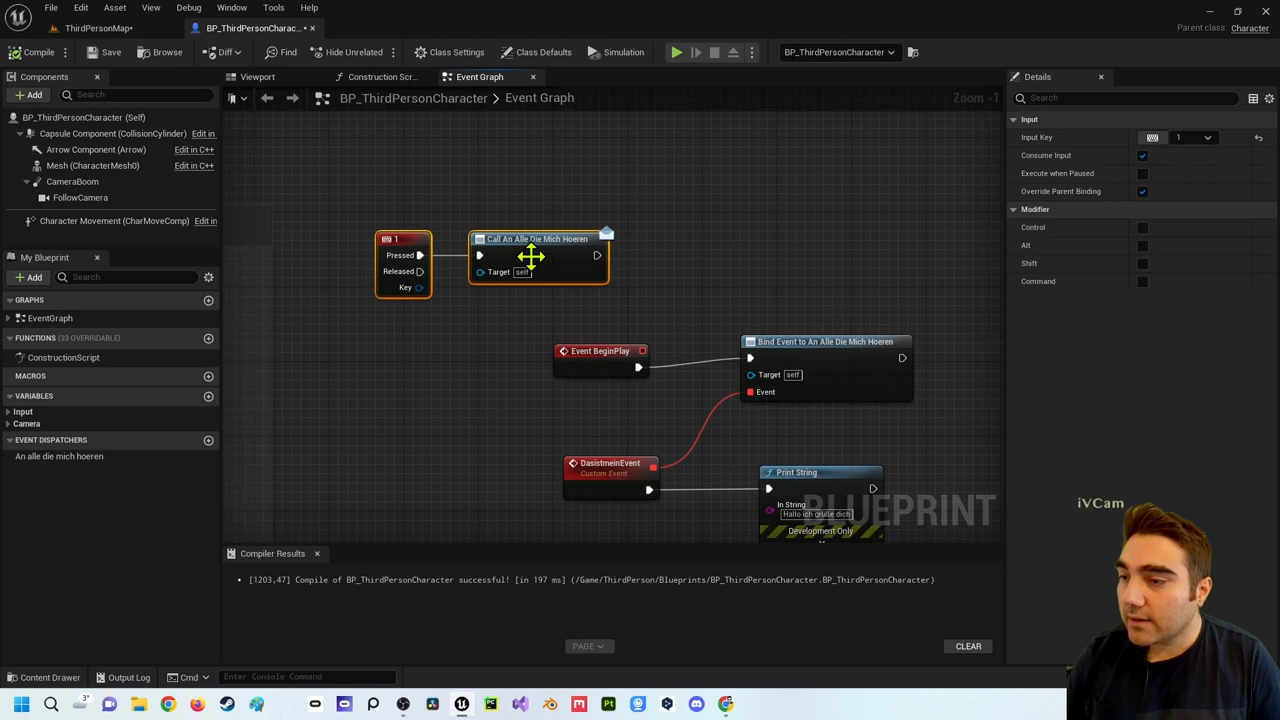 File Edit Asset View Debug Window Tools Help
ThirdPersonMap•
BP_ThirdPersonCharac...•
Parent class: Character
Compile
Save
Browse
Diff
Find
Hide Unrelated
Class Settings
Class Defaults
Simulation
BP_ThirdPersonCharacter
Components
Viewport
Construction Scr...
Event Graph
Details
Add
Search
BP_ThirdPersonCharacter > Event Graph
Zoom -1
Search
BP_ThirdPersonCharacter (Self)
Capsule Component (CollisionCylinder) Edit in
Arrow Component (Arrow) Edit in C++
Mesh (CharacterMesh0) Edit in C++
CameraBoom
FollowCamera
Character Movement (CharMoveComp) Edit in
Input
Input Key 1
Consume Input
Execute when Paused
Override Parent Binding
Modifier
Control
Alt
Shift
Command
My Blueprint
Add
Search
GRAPHS
EventGraph
FUNCTIONS (33 OVERRIDABLE)
ConstructionScript
MACROS
VARIABLES
Input
Camera
EVENT DISPATCHERS
An alle die mich hoeren
1
Pressed
Released
Key
Call An Alle Die Mich Hoeren
Target self
Event BeginPlay
Bind Event to An Alle Die Mich Hoeren
Target self
Event
DasistmeinEvent
Custom Event
Print String
In String
Hallo ich grüße dich
Development Only
BLUEPRINT
iVCam
Compiler Results
[1203,47] Compile of BP_ThirdPersonCharacter successful! [in 197 ms] (/Game/ThirdPerson/Blueprints/BP_ThirdPersonCharacter.BP_ThirdPersonCharacter)
PAGE
CLEAR
Content Drawer
Output Log
Cmd
Enter Console Command
3°